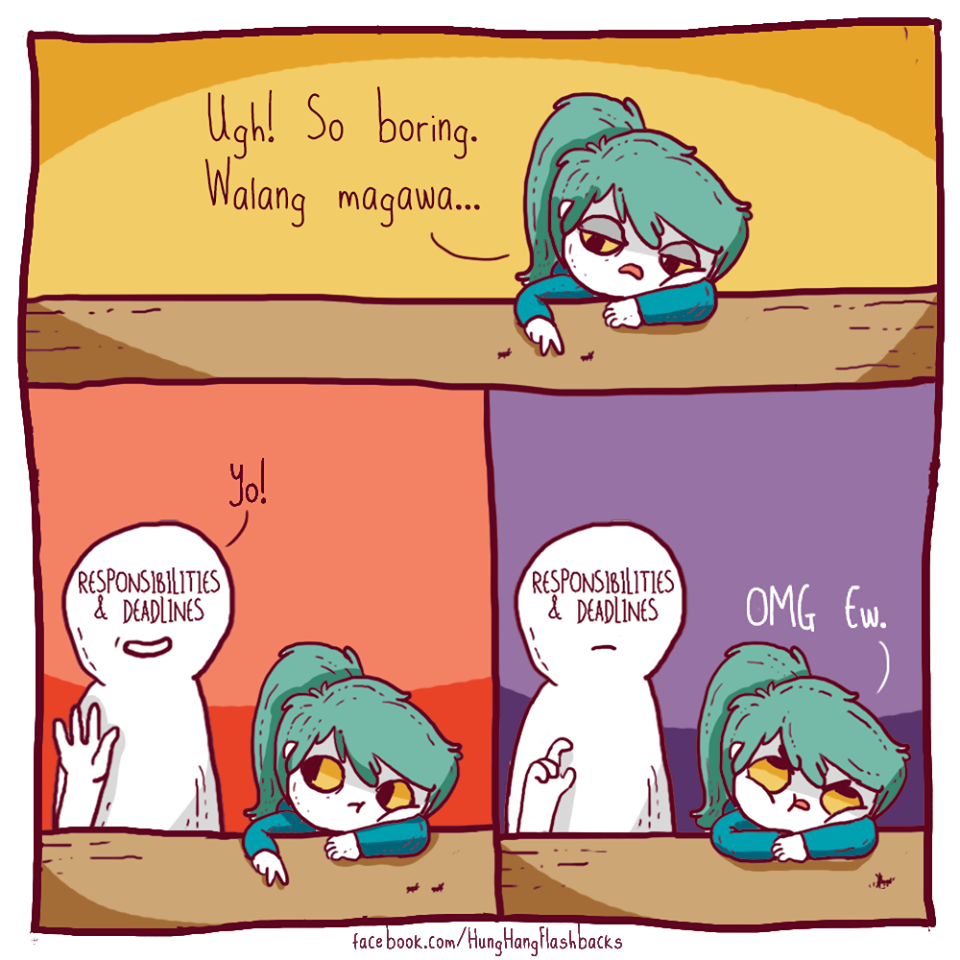 Ugh! So boring.
Walang magawa...
Yo!
RESPONSIBILITIES
& DEADLINES
RESPONSIBILITIES
& DEADLINES
OMG Ew.
facebook.com/HungHangFlashbacks